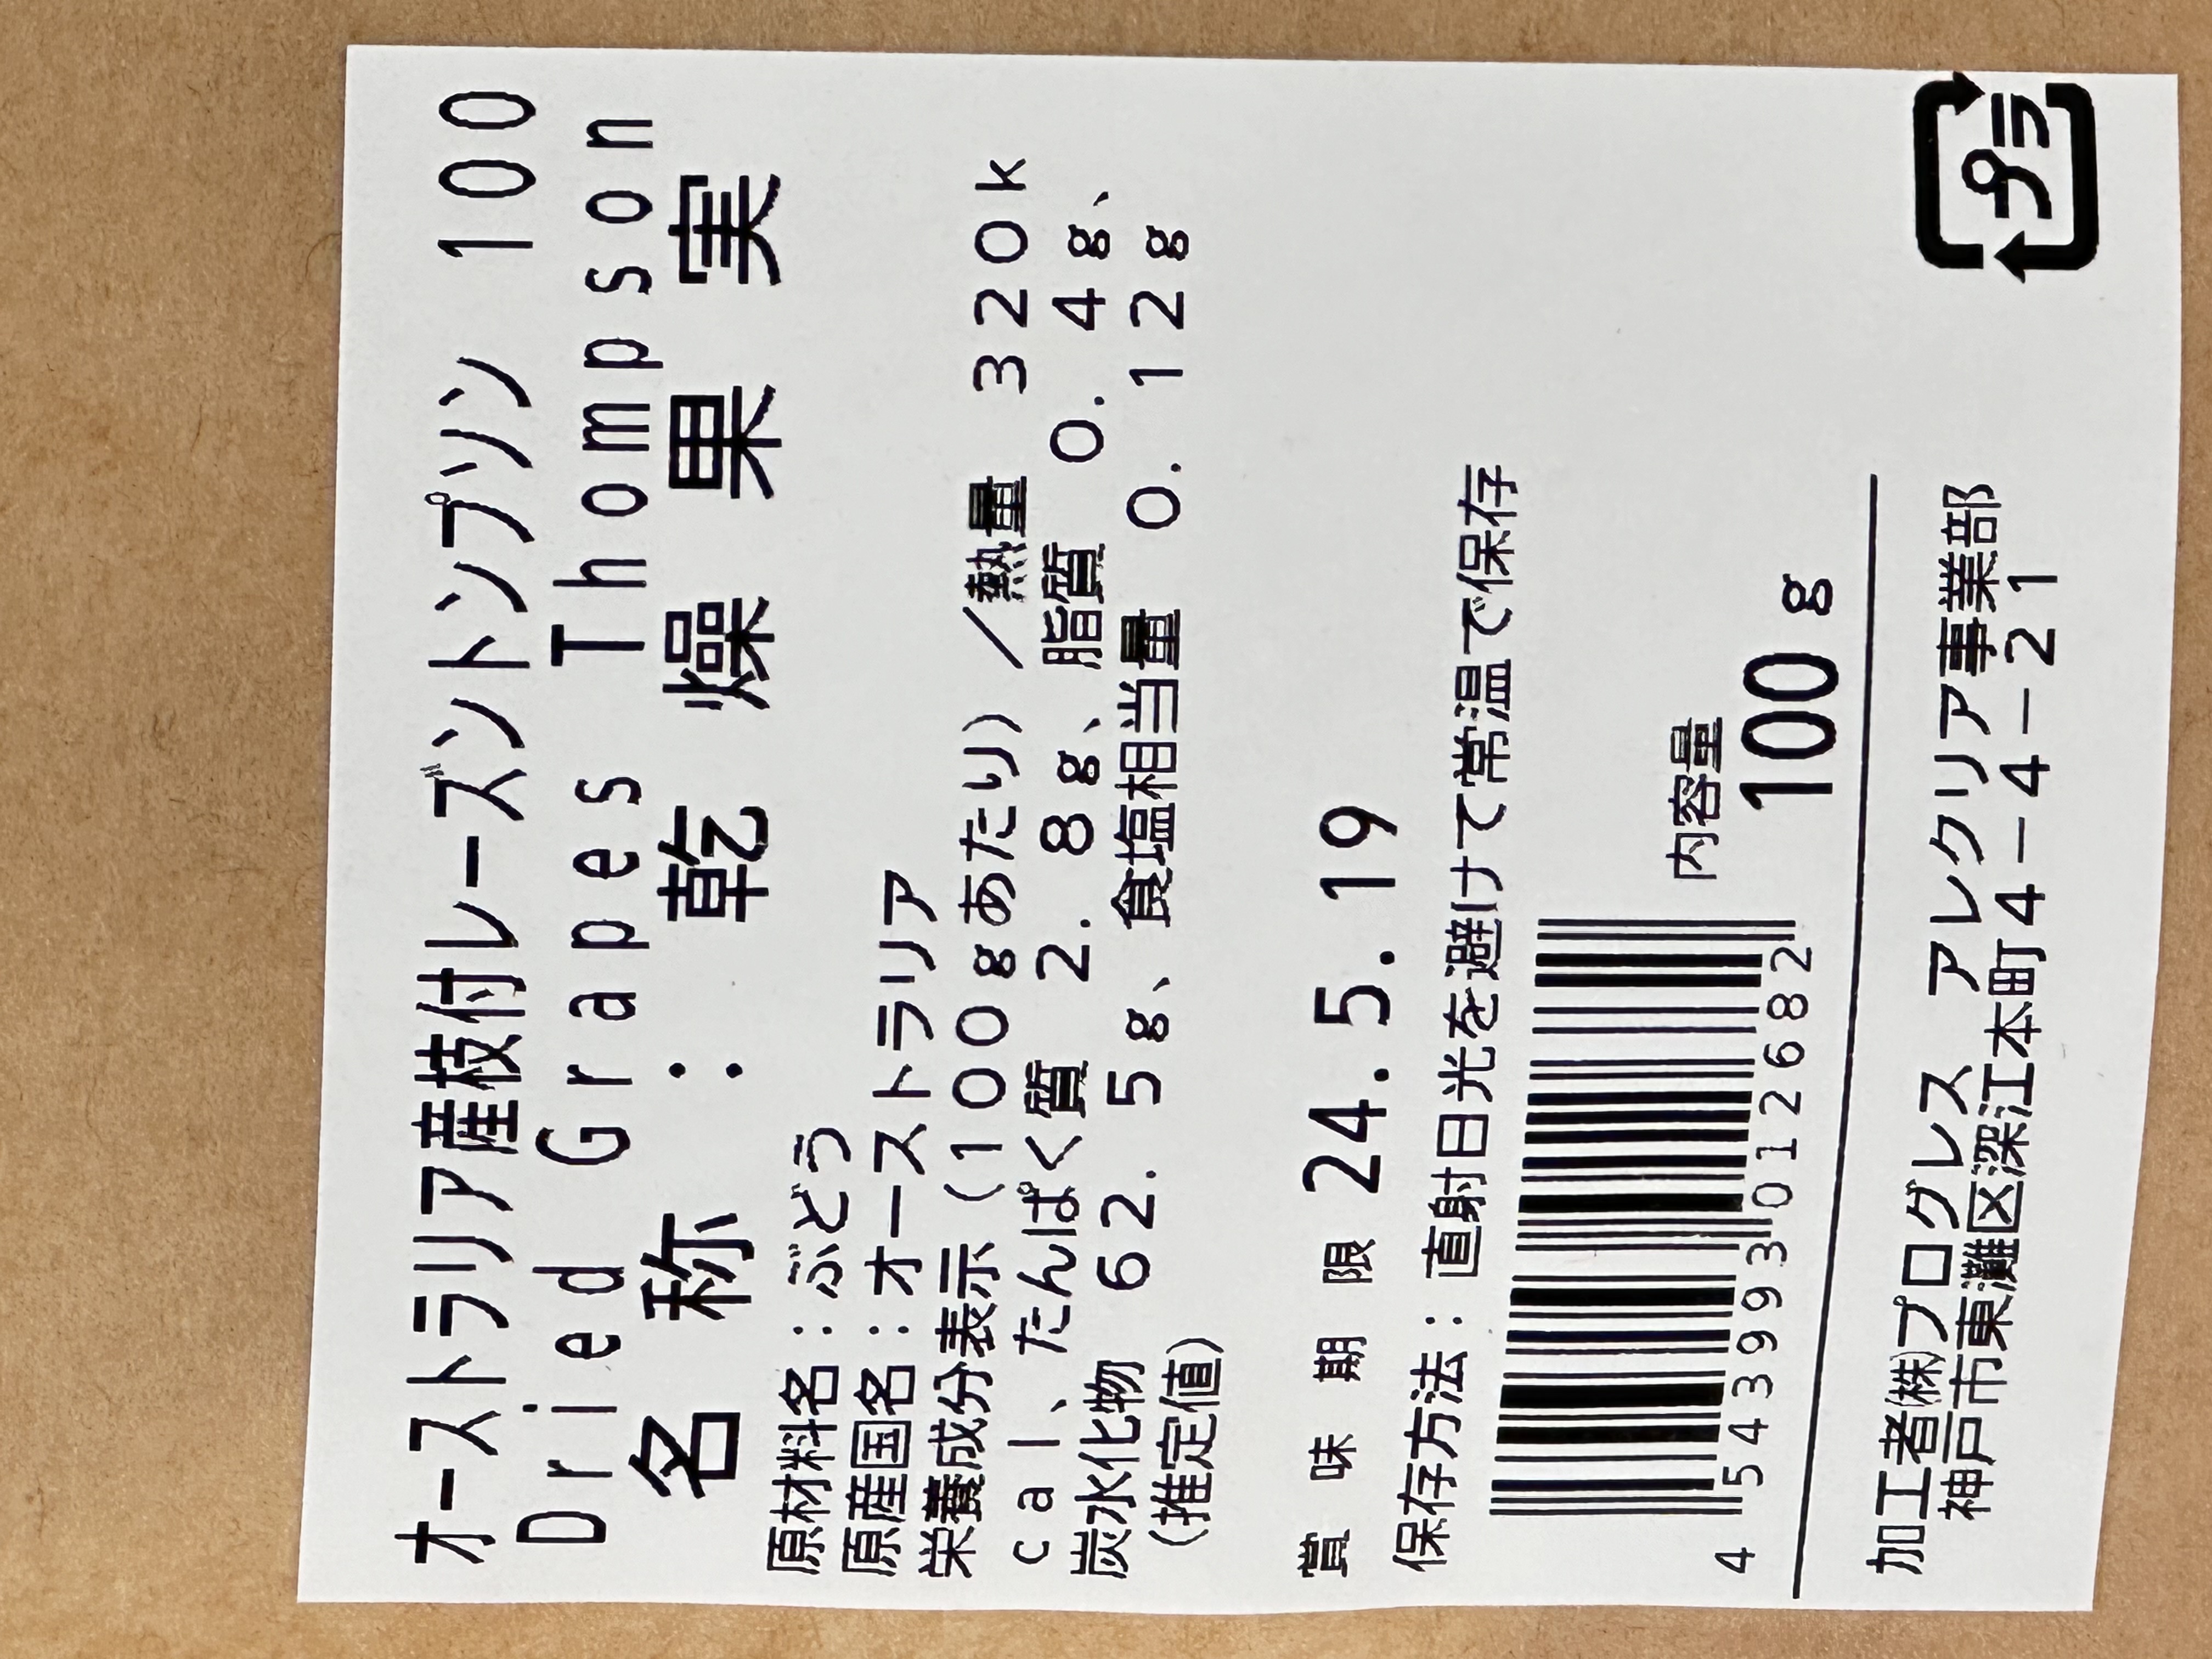 オーストラリア産枝付レーズントンプソン 100
Dried Grapes Thompson
名称:乾燥果実
原材料名:ぶどう
原産国名:オーストラリア
栄養成分表示(100gあたり)/熱量 320k
cal、たんぱく質 2.8g、脂質 0.4g、
炭水化物 62.5g、食塩相当量 0.12g
(推定値)
賞味期限 24.5.19
保存方法:直射日光を避けて常温で保存
内容量
100g
4543993012682
加工者(株)プログレス アレクリア事業部
神戸市東灘区深江本町4-4-21
プラ